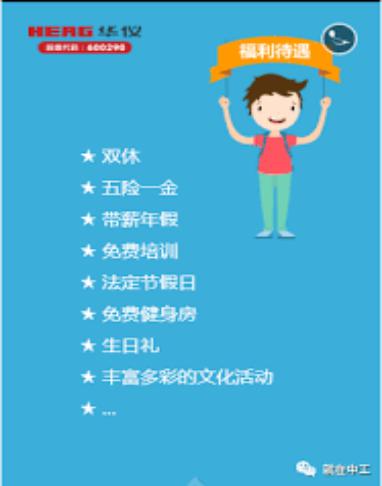 HERG 华仪
股票代码：600290
福利待遇
★ 双休
★ 五险一金
★ 带薪年假
★ 免费培训
★ 法定节假日
★ 免费健身房
★ 生日礼
★ 丰富多彩的文化活动
★ ...
就在中工